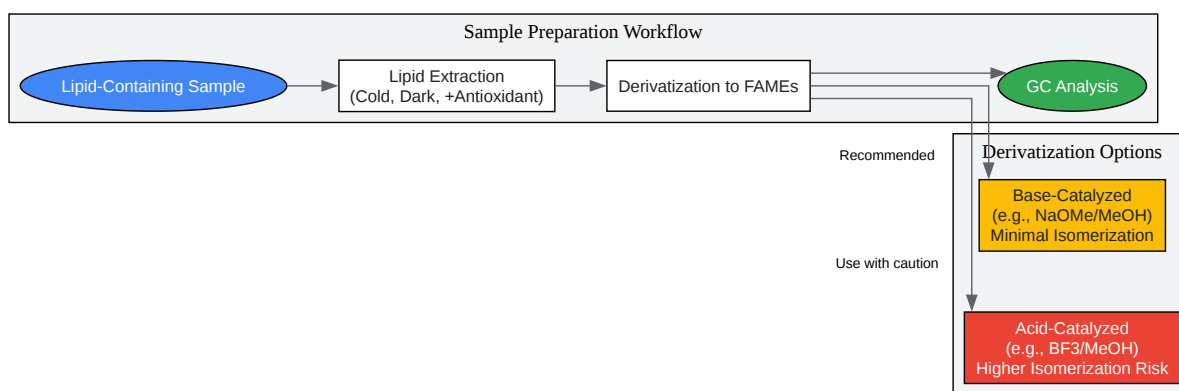 Sample Preparation Workflow
Lipid-Containing Sample
Lipid Extraction
(Cold, Dark, +Antioxidant)
Derivatization to FAMEs
GC Analysis
Recommended
Derivatization Options
Base-Catalyzed
(e.g., NaOMe/MeOH)
Minimal Isomerization
Use with caution
Acid-Catalyzed
(e.g., BF3/MeOH)
Higher Isomerization Risk